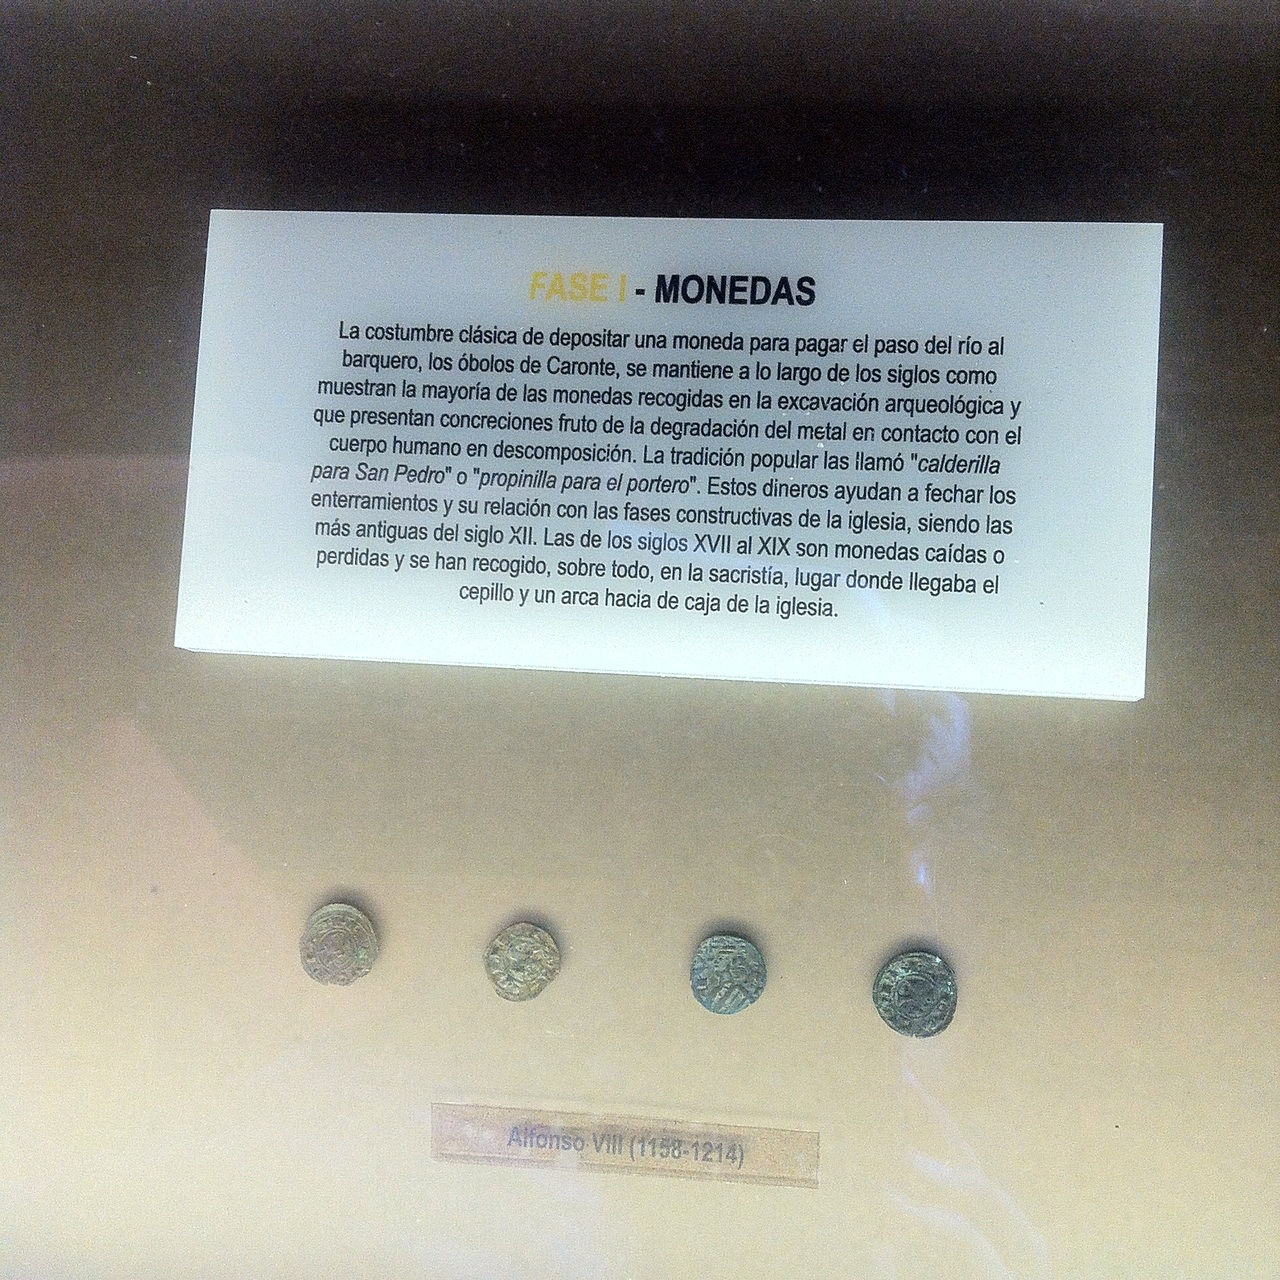 FASE I - MONEDAS
La costumbre clásica de depositar una moneda para pagar el paso del río al
barquero, los óbolos de Caronte, se mantiene a lo largo de los siglos como
muestran la mayoría de las monedas recogidas en la excavación arqueológica y
que presentan concreciones fruto de la degradación del metal en contacto con el
cuerpo humano en descomposición. La tradición popular las llamó "calderilla
para San Pedro" o "propinilla para el portero". Estos dineros ayudan a fechar los
enterramientos y su relación con las fases constructivas de la iglesia, siendo las
más antiguas del siglo XII. Las de los siglos XVII al XIX son monedas caídas o
perdidas y se han recogido, sobre todo, en la sacristía, lugar donde llegaba el
cepillo y un arca hacia de caja de la iglesia.
Alfonso VIII (1158-1214)